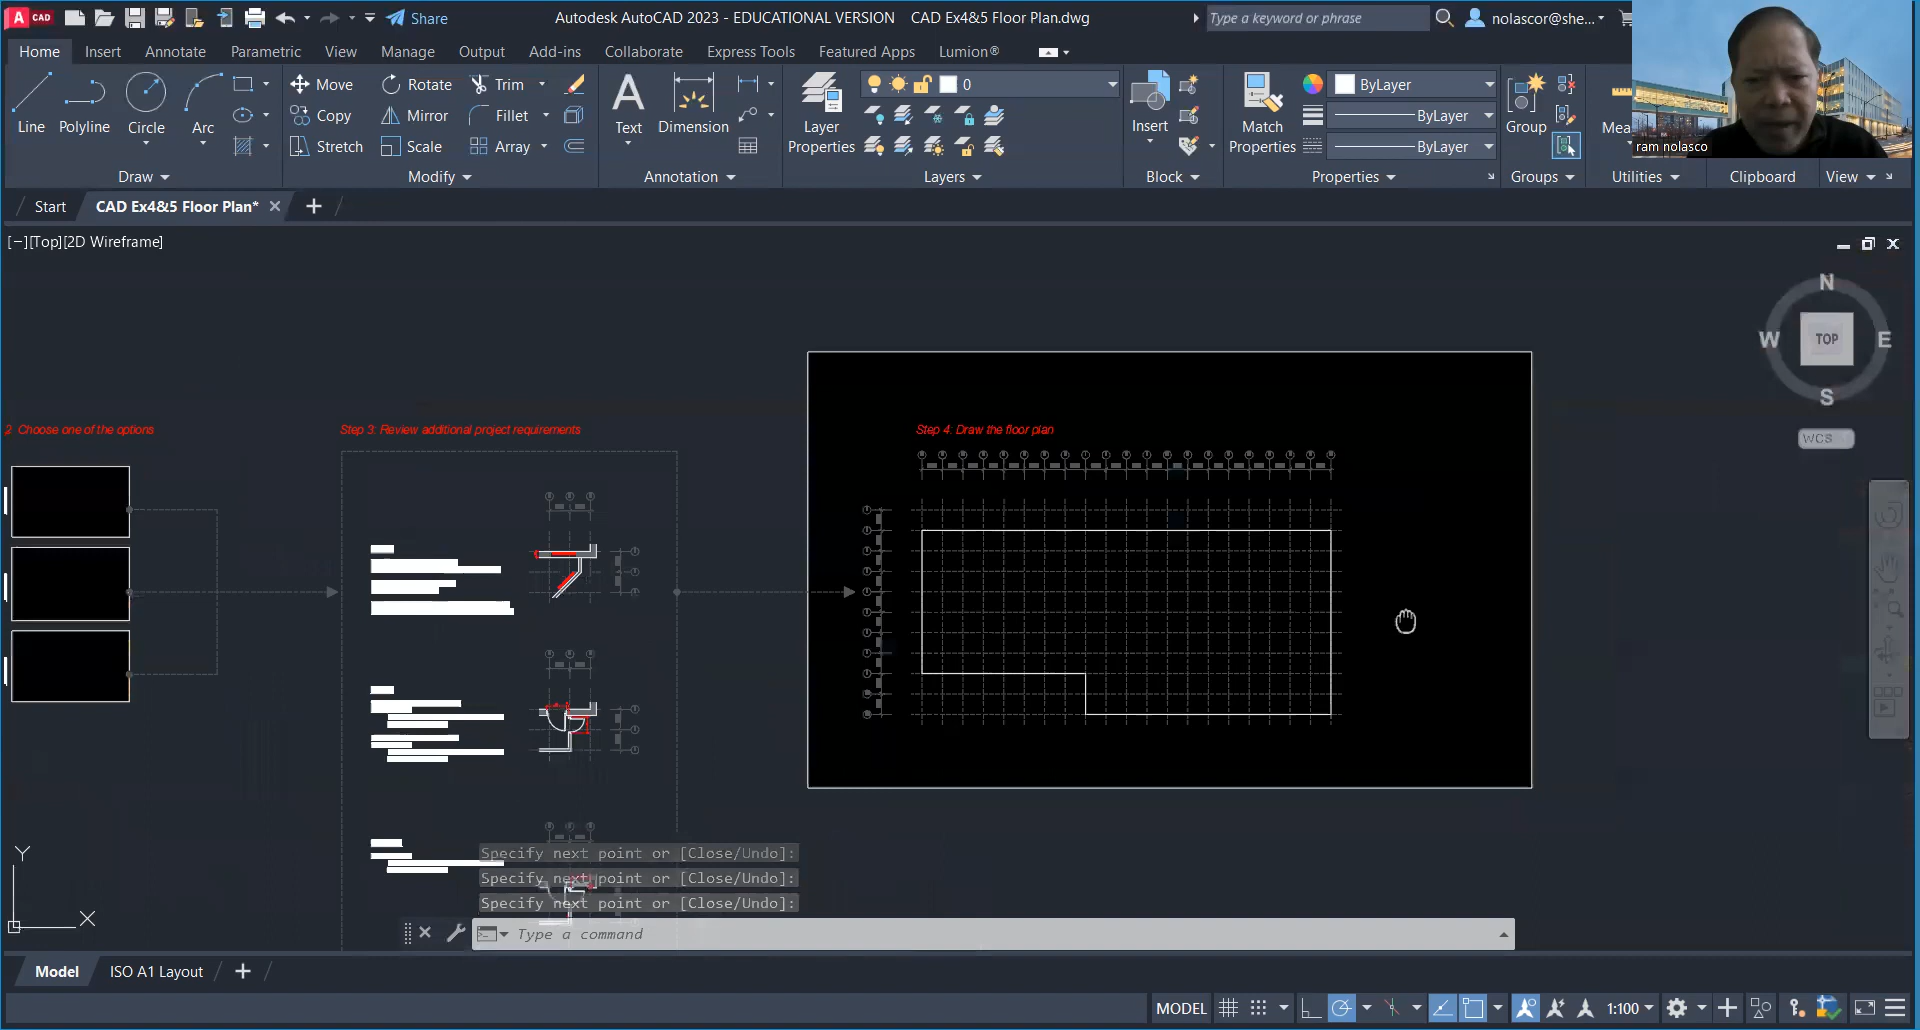 A CAD Share Autodesk AutoCAD 2023 - EDUCATIONAL VERSION CAD Ex4&5 Floor Plan.dwg Type a keyword or phrase nolascor@she...
Home Insert Annotate Parametric View Manage Output Add-ins Collaborate Express Tools Featured Apps Lumion®
Line Polyline Circle Arc
Draw
Move Rotate Trim
Copy Mirror Fillet
Stretch Scale Array
Modify
Text Dimension
Annotation
Layer Properties
0
Layers
Insert
Block
Match Properties
ByLayer
ByLayer
ByLayer
Properties
Group
Groups
Mea
Utilities
Clipboard
View
ram nolasco
Start CAD Ex4&5 Floor Plan*
[−][Top][2D Wireframe]
N
W TOP E
S
WCS
2: Choose one of the options
Step 3: Review additional project requirements
Step 4: Draw the floor plan
Specify next point or [Close/Undo]:
Specify next point or [Close/Undo]:
Specify next point or [Close/Undo]:
Type a command
Y
X
Model ISO A1 Layout
MODEL 1:100